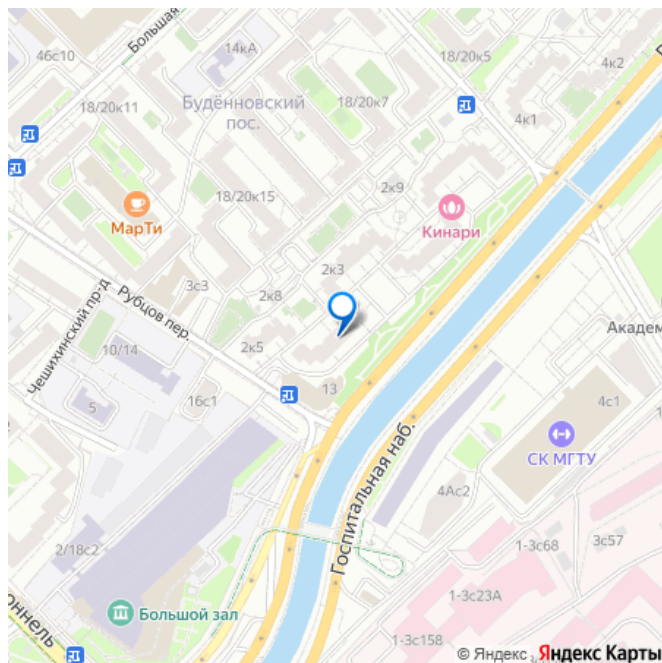 Большая
46с10
14кА
18/20к5
4к2
18/20к11
Будённовский
пос.
18/20к7
4к1
18/20к15
2к9
МарТи
Кинари
3с3
2к3
2к8
Рубцов пер.
Чешихинский пр-д
10/14
2к5
Академ
16с1
13
5
4с1
СК МГТУ
Госпитальная наб.
4Ас2
2/18с2
1-3с68
3с57
1-3с23А
Большой зал
оннель
1-3с158
© Яндекс
Яндекс Карты